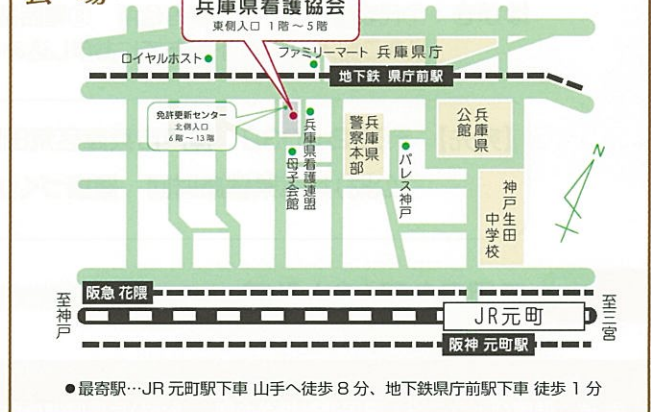 会 場
兵庫県看護協会
東側入口 1階～5階
ロイヤルホスト
ファミリーマート
兵庫県庁
地下鉄 県庁前駅
免許更新センター
北側入口
6階～13階
兵庫県看護連盟
母子会館
兵庫県
警察本部
パレス神戸
兵庫県
公館
神戸生田
中学校
N
阪急 花隈
至神戸
JR元町
至三宮
阪神 元町駅
●最寄駅…JR 元町駅下車 山手へ徒歩 8 分、地下鉄県庁前駅下車 徒歩 1 分